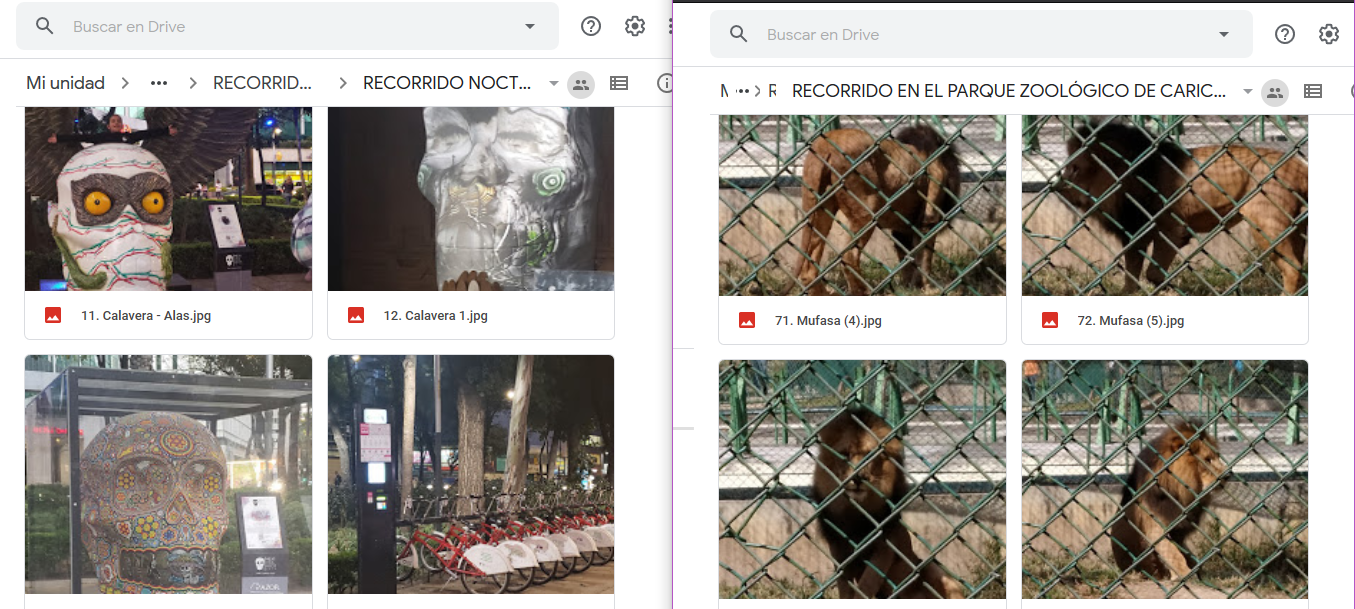 Buscar en Drive
Mi unidad
RECORRID...
RECORRIDO NOCT...
11. Calavera - Alas.jpg
12. Calavera 1.jpg
Buscar en Drive
M
R
RECORRIDO EN EL PARQUE ZOOLÓGICO DE CARIC...
71. Mufasa (4).jpg
72. Mufasa (5).jpg